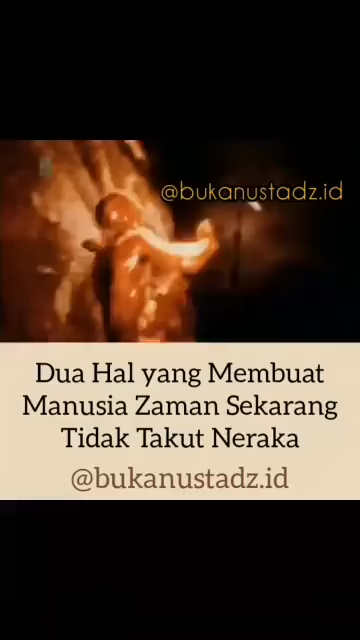 @bukanustadz.id
Dua Hal yang Membuat
Manusia Zaman Sekarang
Tidak Takut Neraka
@bukanustadz.id